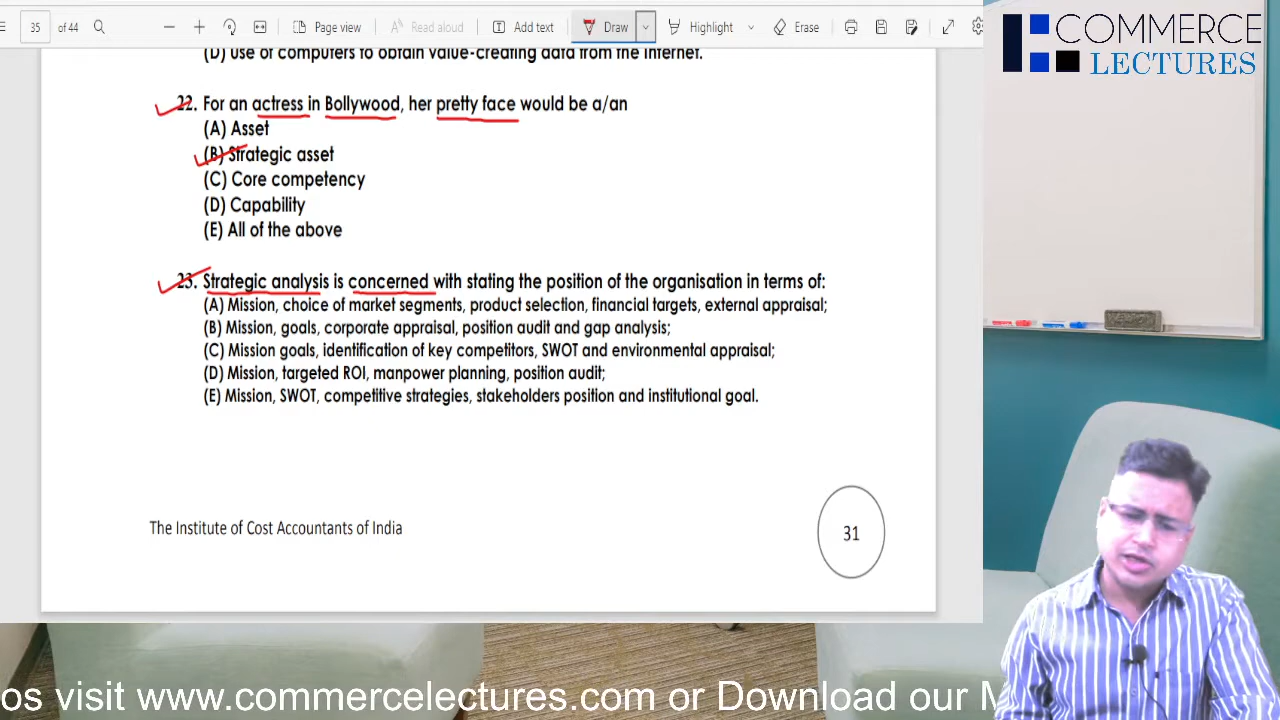 35 of 44 Page view Read aloud Add text Draw Highlight Erase
COMMERCE
LECTURES
(D) use of computers to obtain value-creating data from the Internet.
22. For an actress in Bollywood, her pretty face would be a/an
(A) Asset
(B) Strategic asset
(C) Core competency
(D) Capability
(E) All of the above
23. Strategic analysis is concerned with stating the position of the organisation in terms of:
(A) Mission, choice of market segments, product selection, financial targets, external appraisal;
(B) Mission, goals, corporate appraisal, position audit and gap analysis;
(C) Mission goals, identification of key competitors, SWOT and environmental appraisal;
(D) Mission, targeted ROI, manpower planning, position audit;
(E) Mission, SWOT, competitive strategies, stakeholders position and institutional goal.
The Institute of Cost Accountants of India
31
os visit www.commercelectures.com or Download our M